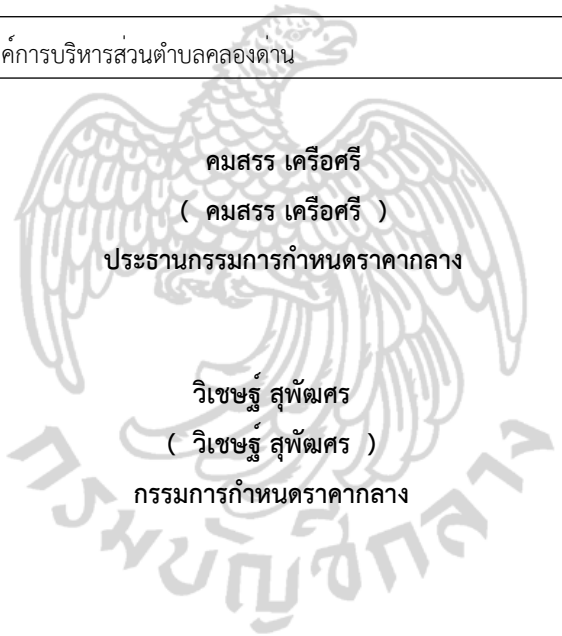 ค์การบริหารส่วนตำบลคลองด่าน
คมสรร เครือศรี
( คมสรร เครือศรี )
ประธานกรรมการกำหนดราคากลาง
วิเชษฐ์ สุพัฒศร
( วิเชษฐ์ สุพัฒศร )
กรรมการกำหนดราคากลาง
กรมบัญชีกลาง